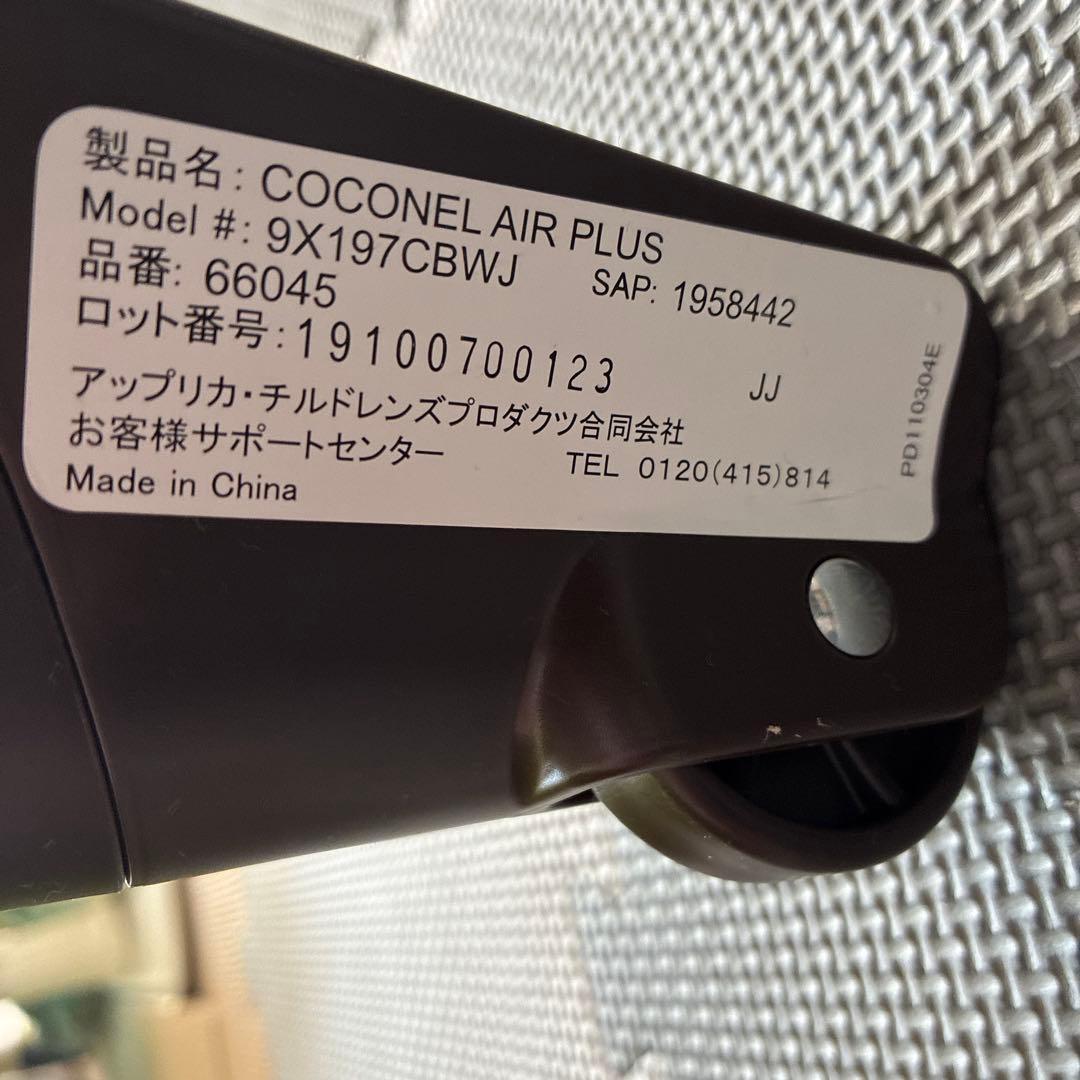 製品名: COCONEL AIR PLUS
Model #: 9X197CBWJ SAP: 1958442
品番: 66045
ロット番号: 19100700123 JJ
アップリカ・チルドレンズプロダクツ合同会社
お客様サポートセンター TEL 0120(415)814
Made in China
PD110304E